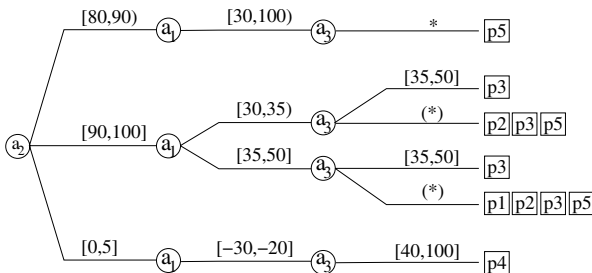 [80,90) a1 [30,100) a3 * p5
[35,50] p3
[30,35) a3 (*) p2 p3 p5
a2 [90,100] a1
[35,50] a3 [35,50] p3
(*) p1 p2 p3 p5
[0,5] a1 [−30,−20] a3 [40,100] p4